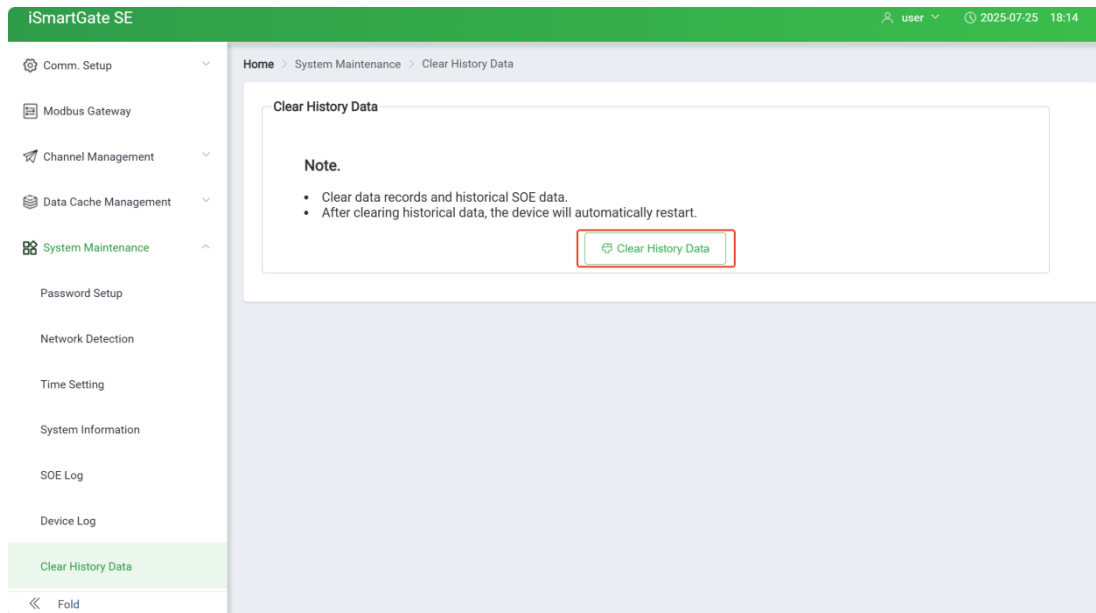 iSmartGate SE
user
2025-07-25 18:14
Comm. Setup
Modbus Gateway
Channel Management
Data Cache Management
System Maintenance
Password Setup
Network Detection
Time Setting
System Information
SOE Log
Device Log
Clear History Data
Fold
Home > System Maintenance > Clear History Data
Clear History Data
Note.
• Clear data records and historical SOE data.
• After clearing historical data, the device will automatically restart.
Clear History Data